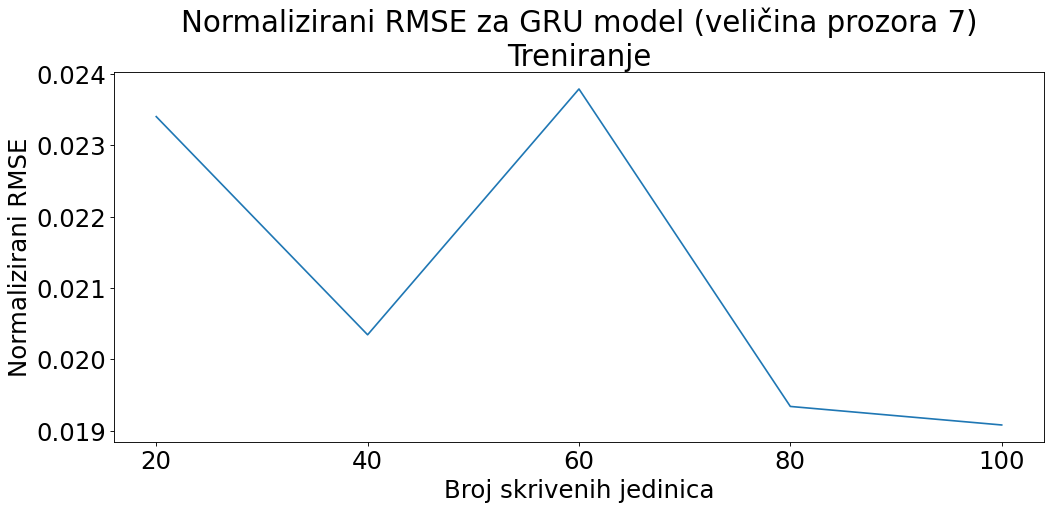 Normalizirani RMSE za GRU model (veličina prozora 7)
Treniranje
Normalizirani RMSE
0.024
0.023
0.022
0.021
0.020
0.019
20 40 60 80 100
Broj skrivenih jedinica